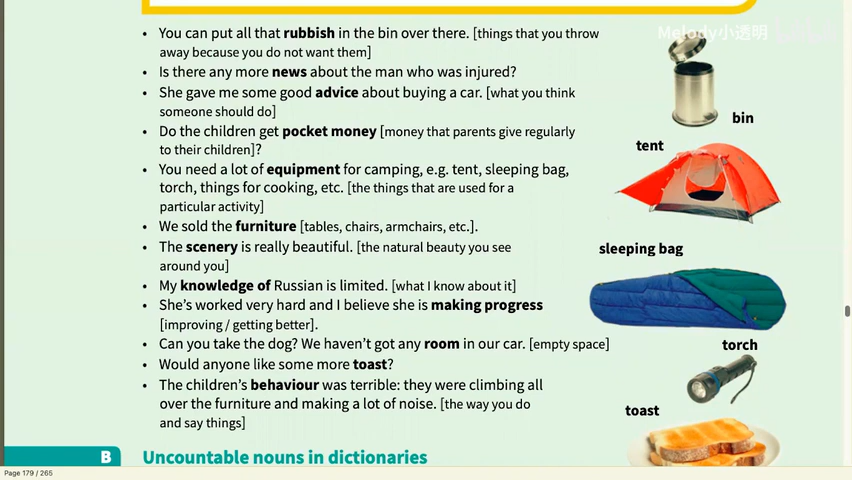 • You can put all that rubbish in the bin over there. [things that you throw
away because you do not want them]
• Is there any more news about the man who was injured?
• She gave me some good advice about buying a car. [what you think
someone should do]
• Do the children get pocket money [money that parents give regularly
to their children]?
• You need a lot of equipment for camping, e.g. tent, sleeping bag,
torch, things for cooking, etc. [the things that are used for a
particular activity]
• We sold the furniture [tables, chairs, armchairs, etc.].
• The scenery is really beautiful. [the natural beauty you see
around you]
• My knowledge of Russian is limited. [what I know about it]
• She's worked very hard and I believe she is making progress
[improving / getting better].
• Can you take the dog? We haven't got any room in our car. [empty space]
• Would anyone like some more toast?
• The children's behaviour was terrible: they were climbing all
over the furniture and making a lot of noise. [the way you do
and say things]
Melody小透明
bin
tent
sleeping bag
torch
toast
B Uncountable nouns in dictionaries
Page 179 / 265